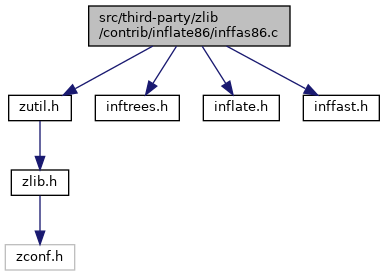 src/third-party/zlib
/contrib/inflate86/inffas86.c
zutil.h
inftrees.h
inflate.h
inffast.h
zlib.h
zconf.h